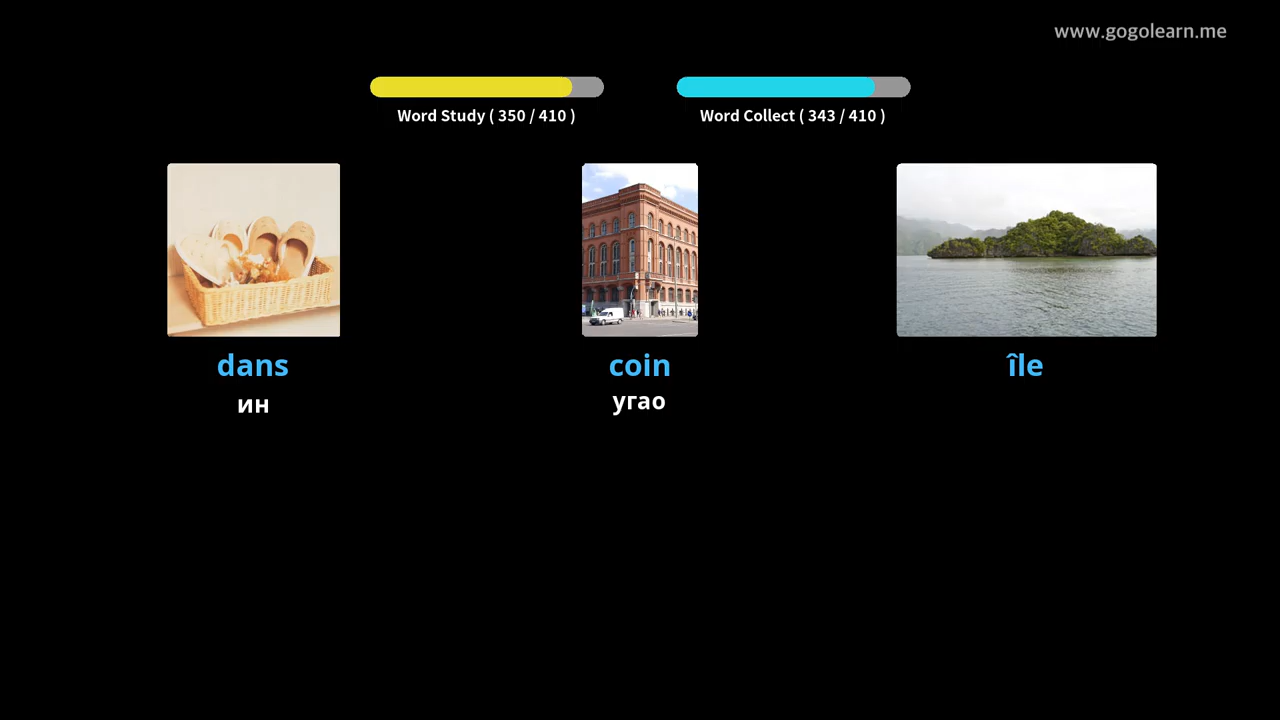 www.gogolearn.me
Word Study ( 350 / 410 )
Word Collect ( 343 / 410 )
dans
coin
île
ин
угао